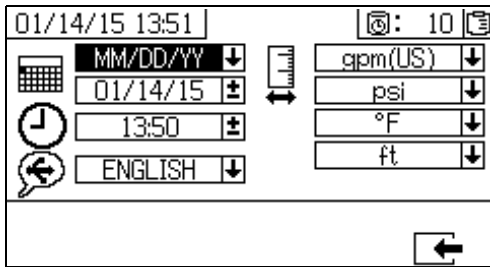 01/14/15 13:51 : 10
MM/DD/YY
01/14/15
13:50
ENGLISH
gpm(US)
psi
°F
ft